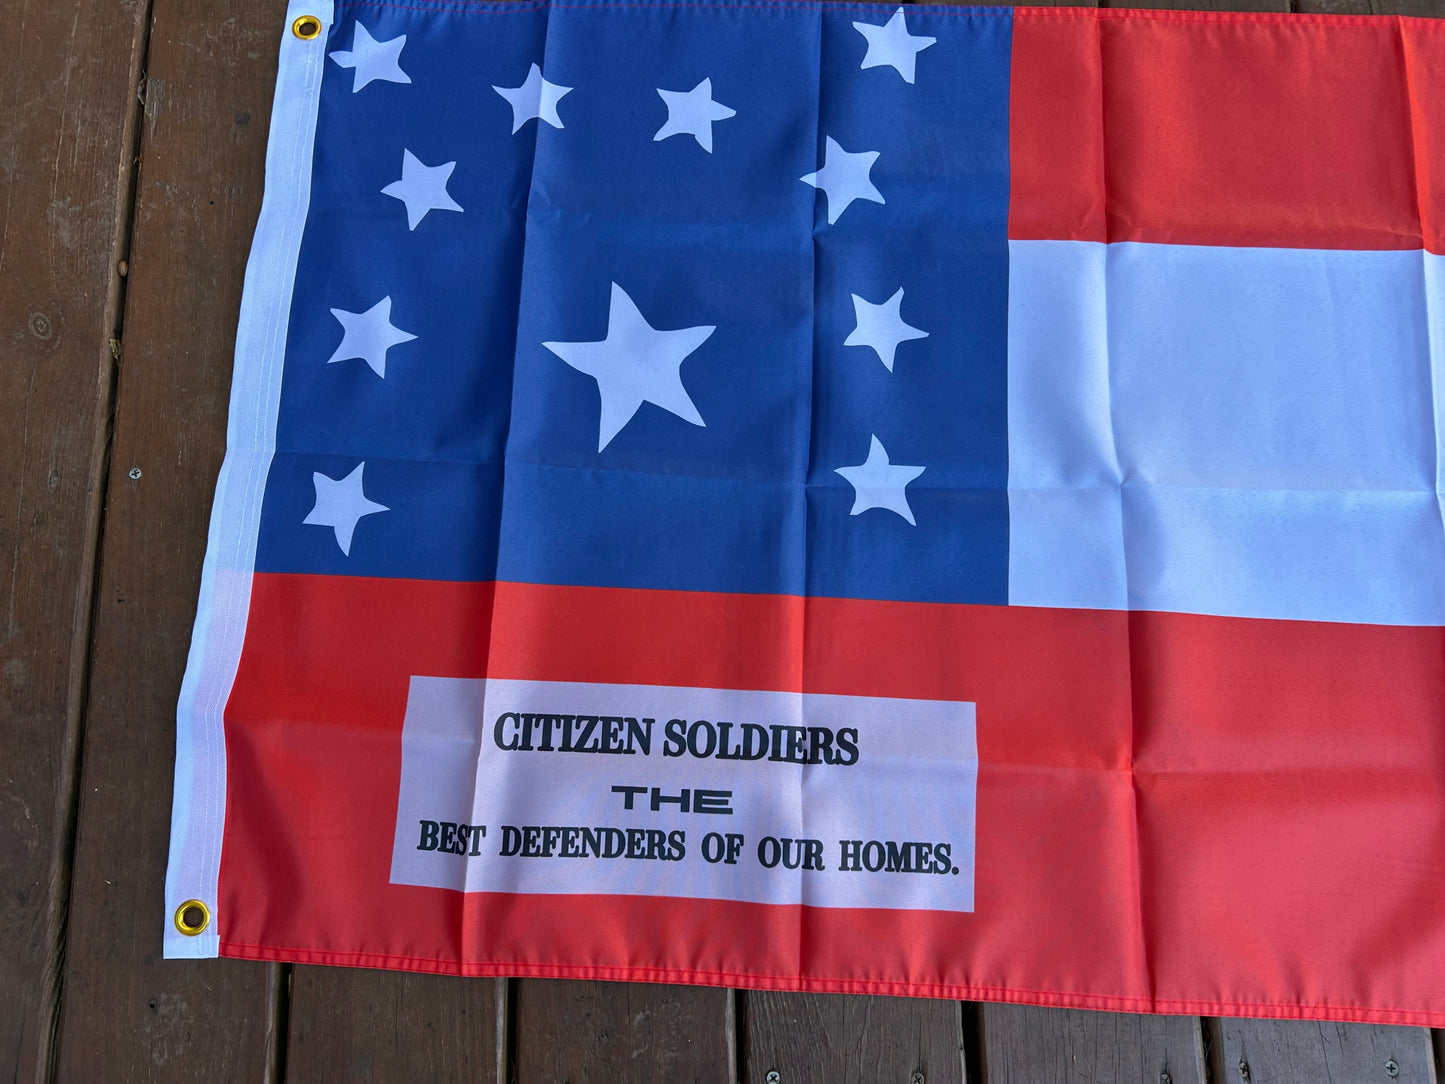 CITIZEN SOLDIERS
THE
BEST DEFENDERS OF OUR HOMES.